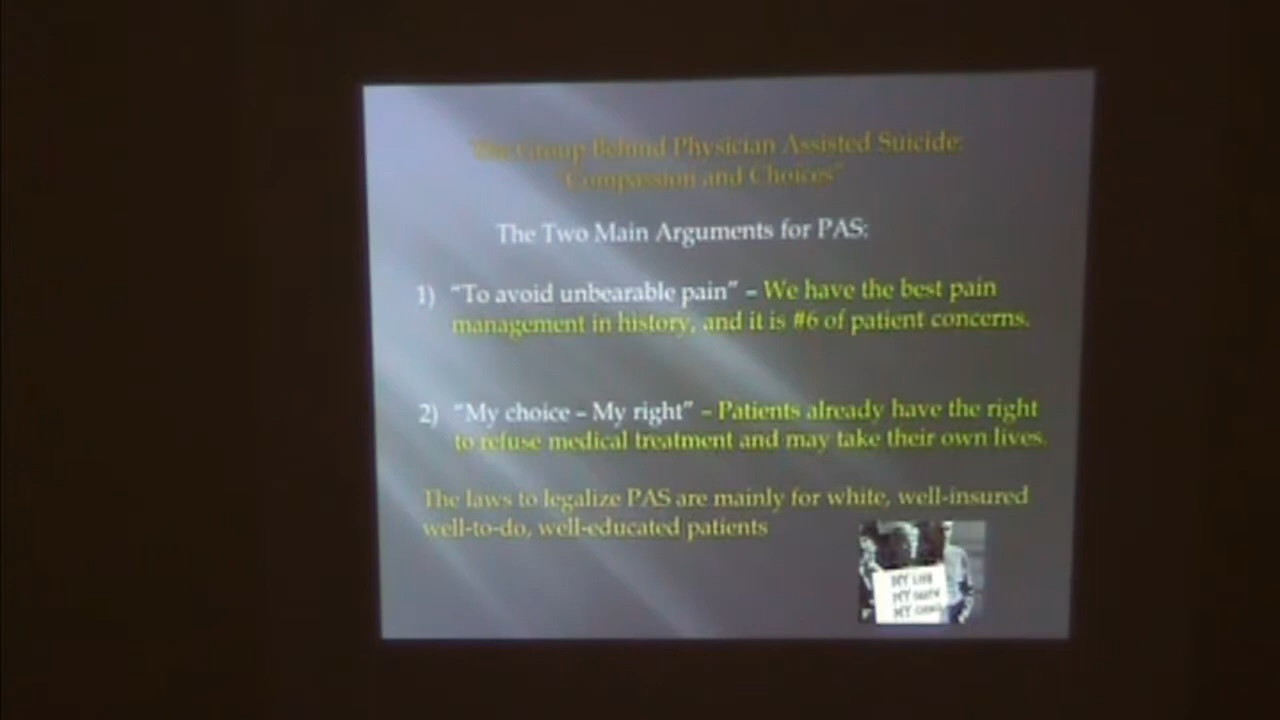 The Group Behind Physician Assisted Suicide:
"Compassion and Choices"
The Two Main Arguments for PAS:
1) "To avoid unbearable pain" – We have the best pain
management in history, and it is #6 of patient concerns.
2) "My choice – My right" – Patients already have the right
to refuse medical treatment and may take their own lives.
The laws to legalize PAS are mainly for white, well-insured
well-to-do, well-educated patients
MY LIFE
MY DEATH
MY CHOICE